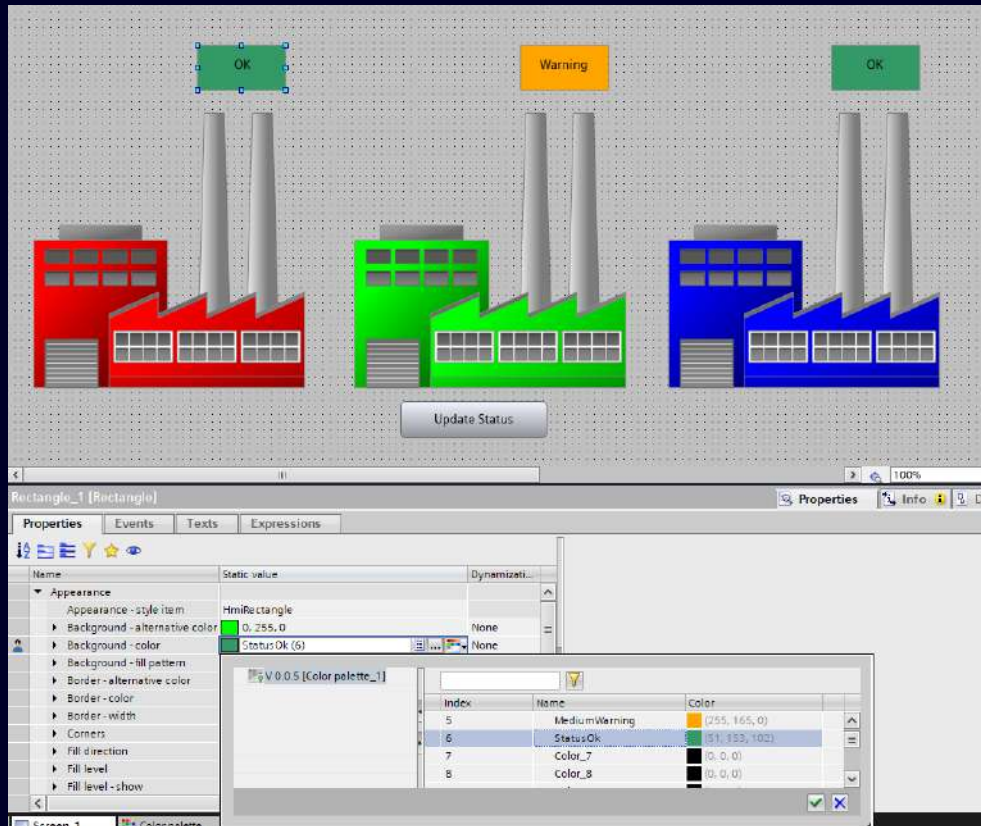 OK
Warning
OK
Update Status
100%
Rectangle_1 [Rectangle]
Properties
Info
Properties Events Texts Expressions
Name Static value Dynamizati...
Appearance
Appearance - style item HmiRectangle
Background - alternative color 0, 255, 0 None
Background - color StatusOk (6) None
Background - fill pattern
Border - alternative color
Border - color
Border - width
Corners
Fill direction
Fill level
Fill level - show
V 0.0.5 [Color palette_1]
Index Name Color
5 MediumWarning (255, 165, 0)
6 StatusOk (51, 153, 102)
7 Color_7 (0, 0, 0)
8 Color_8 (0, 0, 0)
Screen_1 Color palette